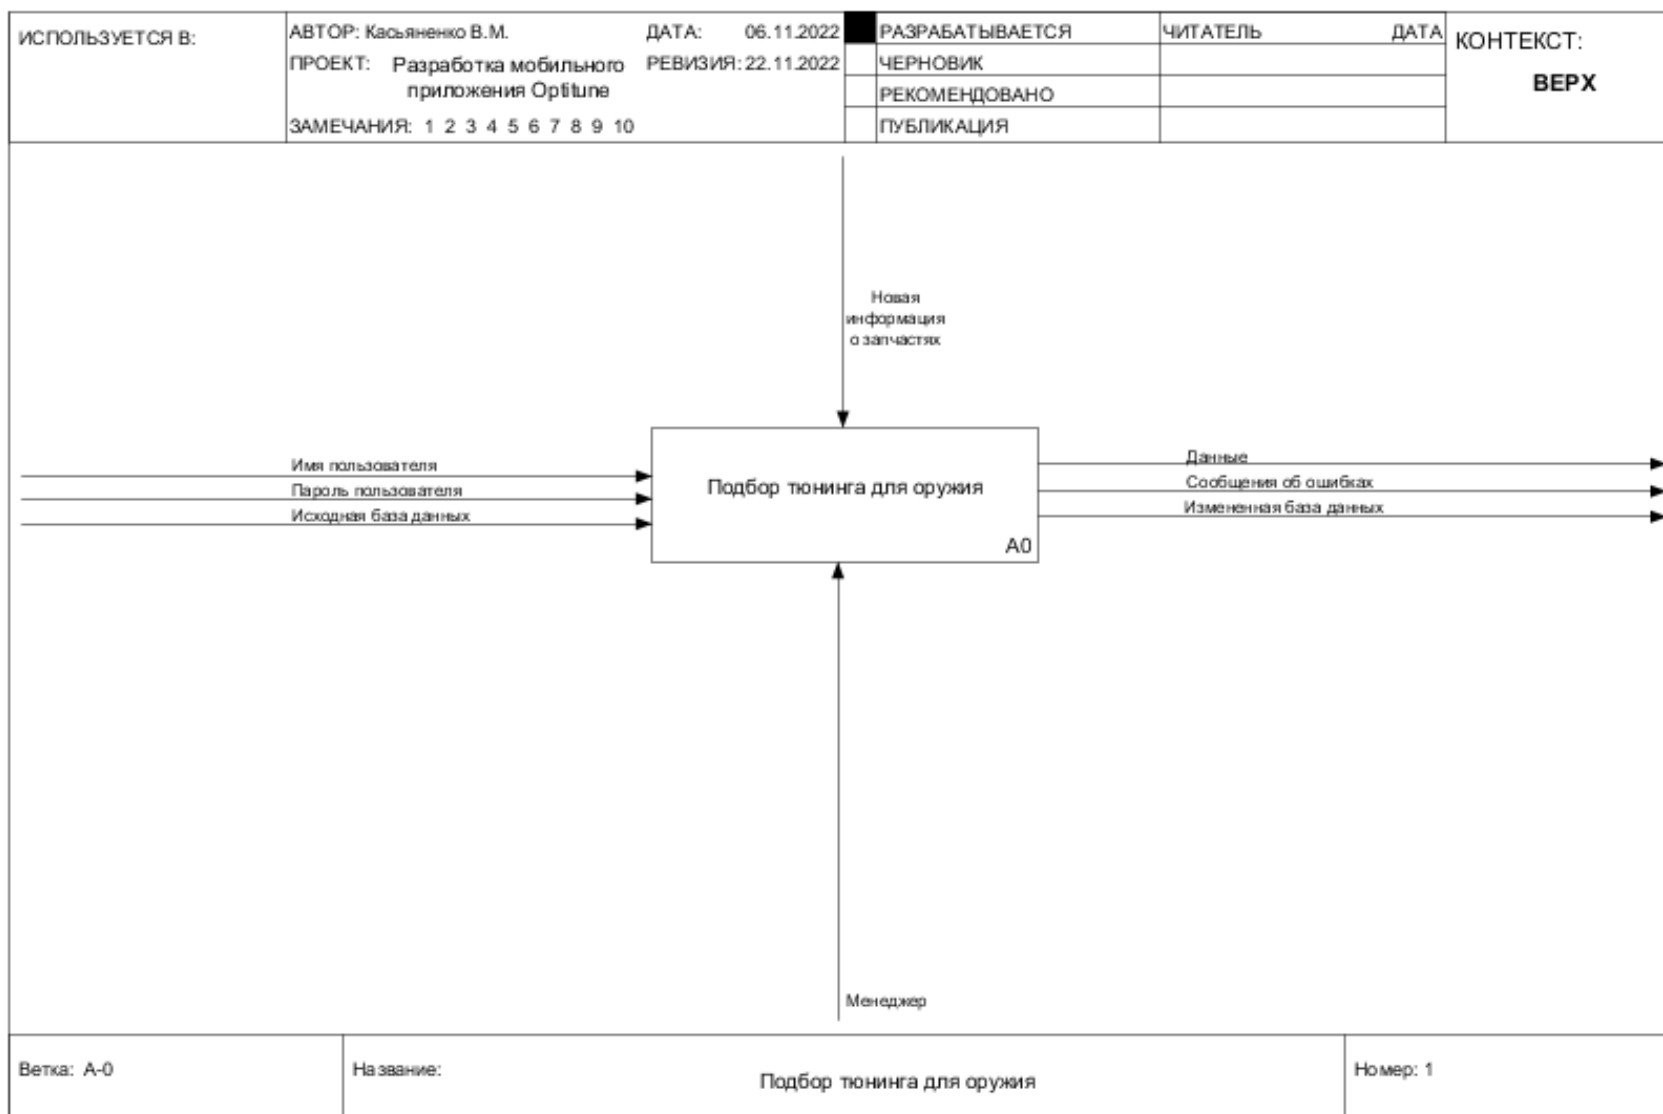 ИСПОЛЬЗУЕТСЯ В:
АВТОР: Касьяненко В.М.
ДАТА: 06.11.2022
ПРОЕКТ: Разработка мобильного
приложения Optitune
РЕВИЗИЯ: 22.11.2022
ЗАМЕЧАНИЯ: 1 2 3 4 5 6 7 8 9 10
РАЗРАБАТЫВАЕТСЯ
ЧЕРНОВИК
РЕКОМЕНДОВАНО
ПУБЛИКАЦИЯ
ЧИТАТЕЛЬ
ДАТА
КОНТЕКСТ:
ВЕРХ
Новая
информация
о запчастях
Имя пользователя
Пароль пользователя
Исходная база данных
Подбор тюнинга для оружия
A0
Данные
Сообщения об ошибках
Измененная база данных
Менеджер
Ветка: A-0
Название:
Подбор тюнинга для оружия
Номер: 1